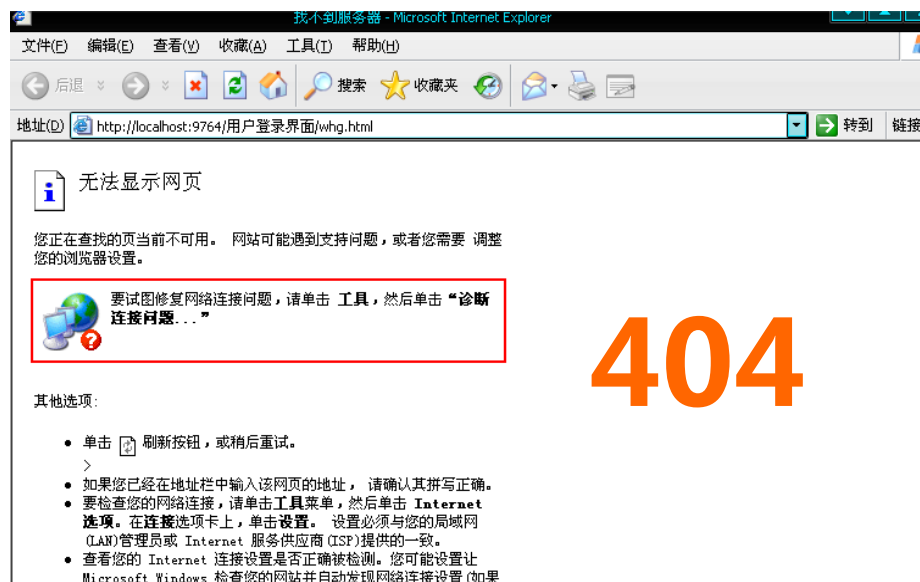 找不到服务器 - Microsoft Internet Explorer
文件(F) 编辑(E) 查看(V) 收藏(A) 工具(T) 帮助(H)
后退 搜索 收藏夹
地址(D) http://localhost:9764/用户登录界面/whg.html 转到 链接
无法显示网页
您正在查找的页当前不可用。 网站可能遇到支持问题，或者您需要 调整
您的浏览器设置。
要试图修复网络连接问题，请单击 工具，然后单击“诊断
连接问题...”
404
其他选项:
单击 刷新按钮，或稍后重试。
>
如果您已经在地址栏中输入该网页的地址， 请确认其拼写正确。
要检查您的网络连接，请单击工具菜单，然后单击 Internet
选项。在连接选项卡上，单击设置。 设置必须与您的局域网
(LAN)管理员或 Internet 服务供应商(ISP)提供的一致。
查看您的 Internet 连接设置是否正确被检测。您可能设置让
Microsoft Windows 检查您的网站并自动发现网络连接设置(如果